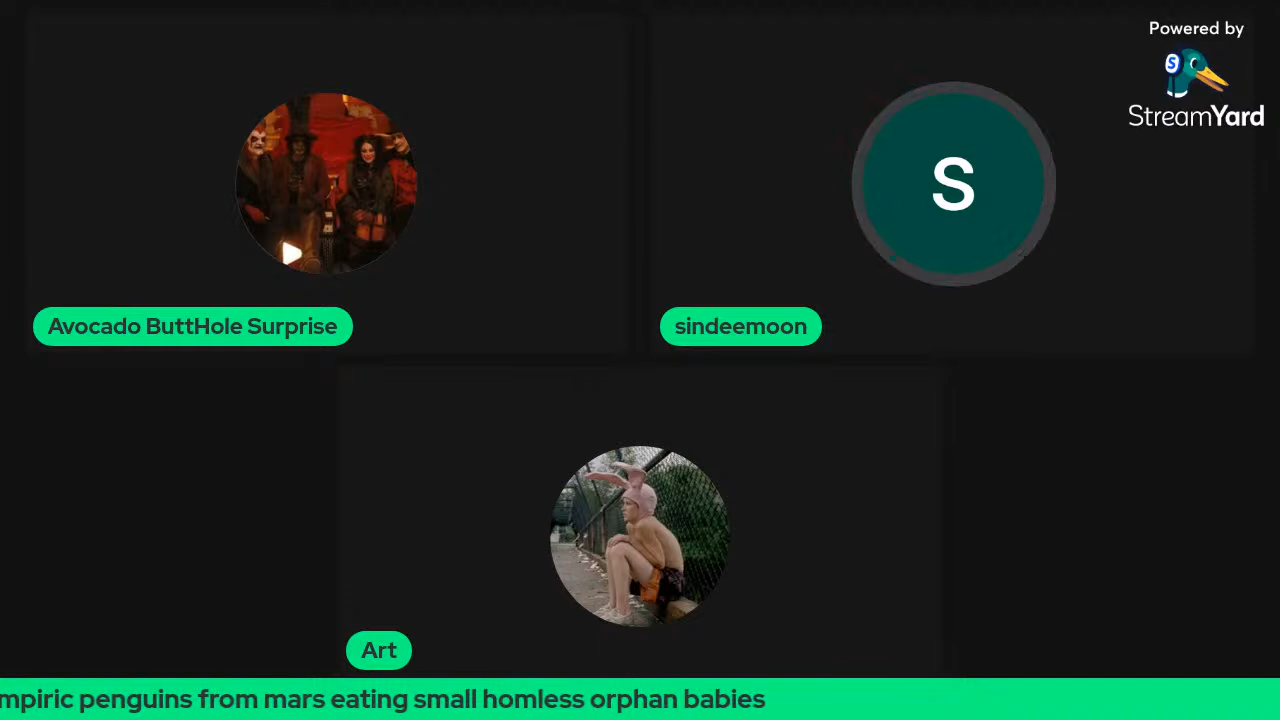 Powered by
StreamYard
Avocado ButtHole Surprise
S
sindeemoon
Art
mpiric penguins from mars eating small homless orphan babies